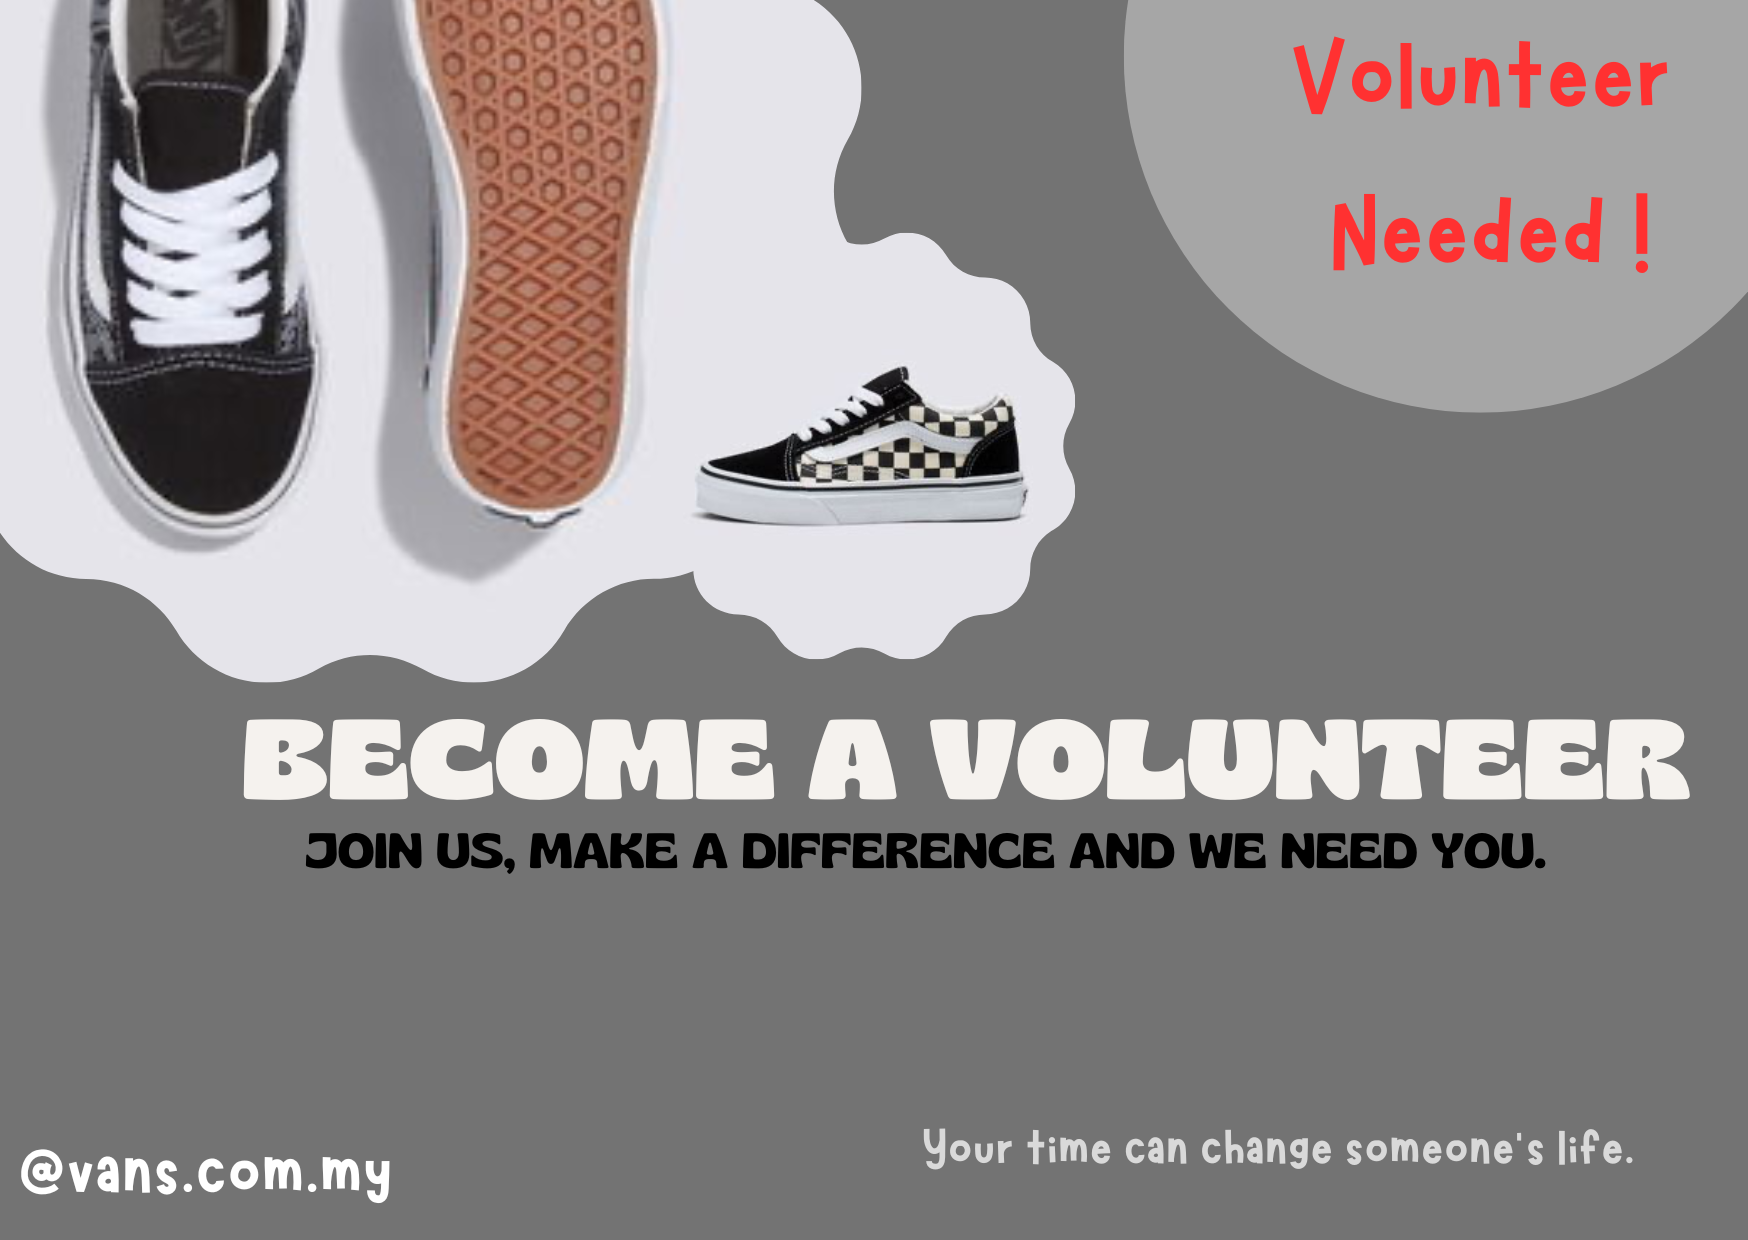 Volunteer
Needed !
BECOME A VOLUNTEER
JOIN US, MAKE A DIFFERENCE AND WE NEED YOU.
Your time can change someone's life.
@vans.com.my